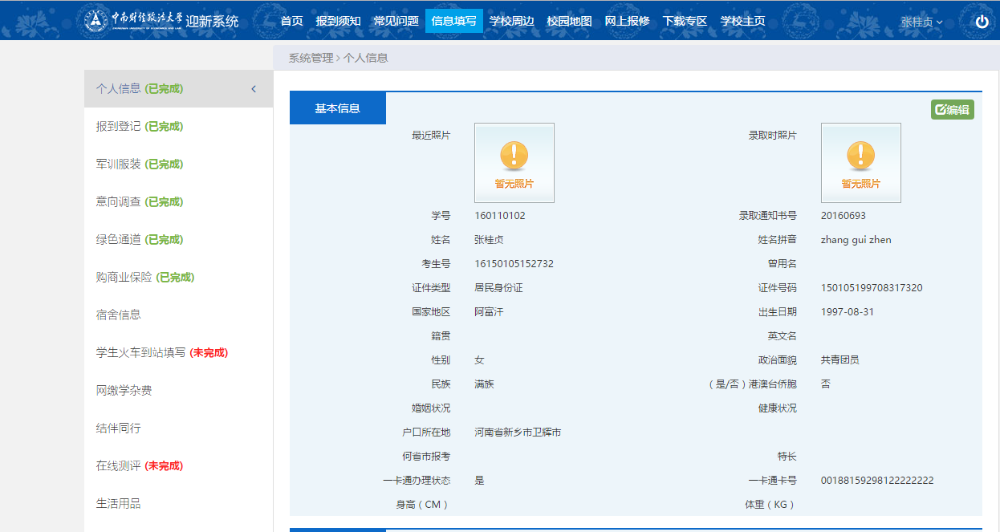 中南财经政法大学 迎新系统 首页 报到须知 常见问题 信息填写 学校周边 校园地图 网上报修 下载专区 学校主页 张桂贞
系统管理 > 个人信息
个人信息 (已完成)
报到登记 (已完成)
军训服装 (已完成)
意向调查 (已完成)
绿色通道 (已完成)
购商业保险 (已完成)
宿舍信息
学生火车到站填写 (未完成)
网缴学杂费
结伴同行
在线测评 (未完成)
生活用品
基本信息 编辑
最近照片 暂无照片 录取时照片 暂无照片
学号 160110102 录取通知书号 20160693
姓名 张桂贞 姓名拼音 zhang gui zhen
考生号 16150105152732 曾用名
证件类型 居民身份证 证件号码 150105199708317320
国家地区 阿富汗 出生日期 1997-08-31
籍贯 英文名
性别 女 政治面貌 共青团员
民族 满族 （是/否）港澳台侨胞 否
婚姻状况 健康状况
户口所在地 河南省新乡市卫辉市
何省市报考 特长
一卡通办理状态 是 一卡通卡号 00188159298122222222
身高（CM） 体重（KG）